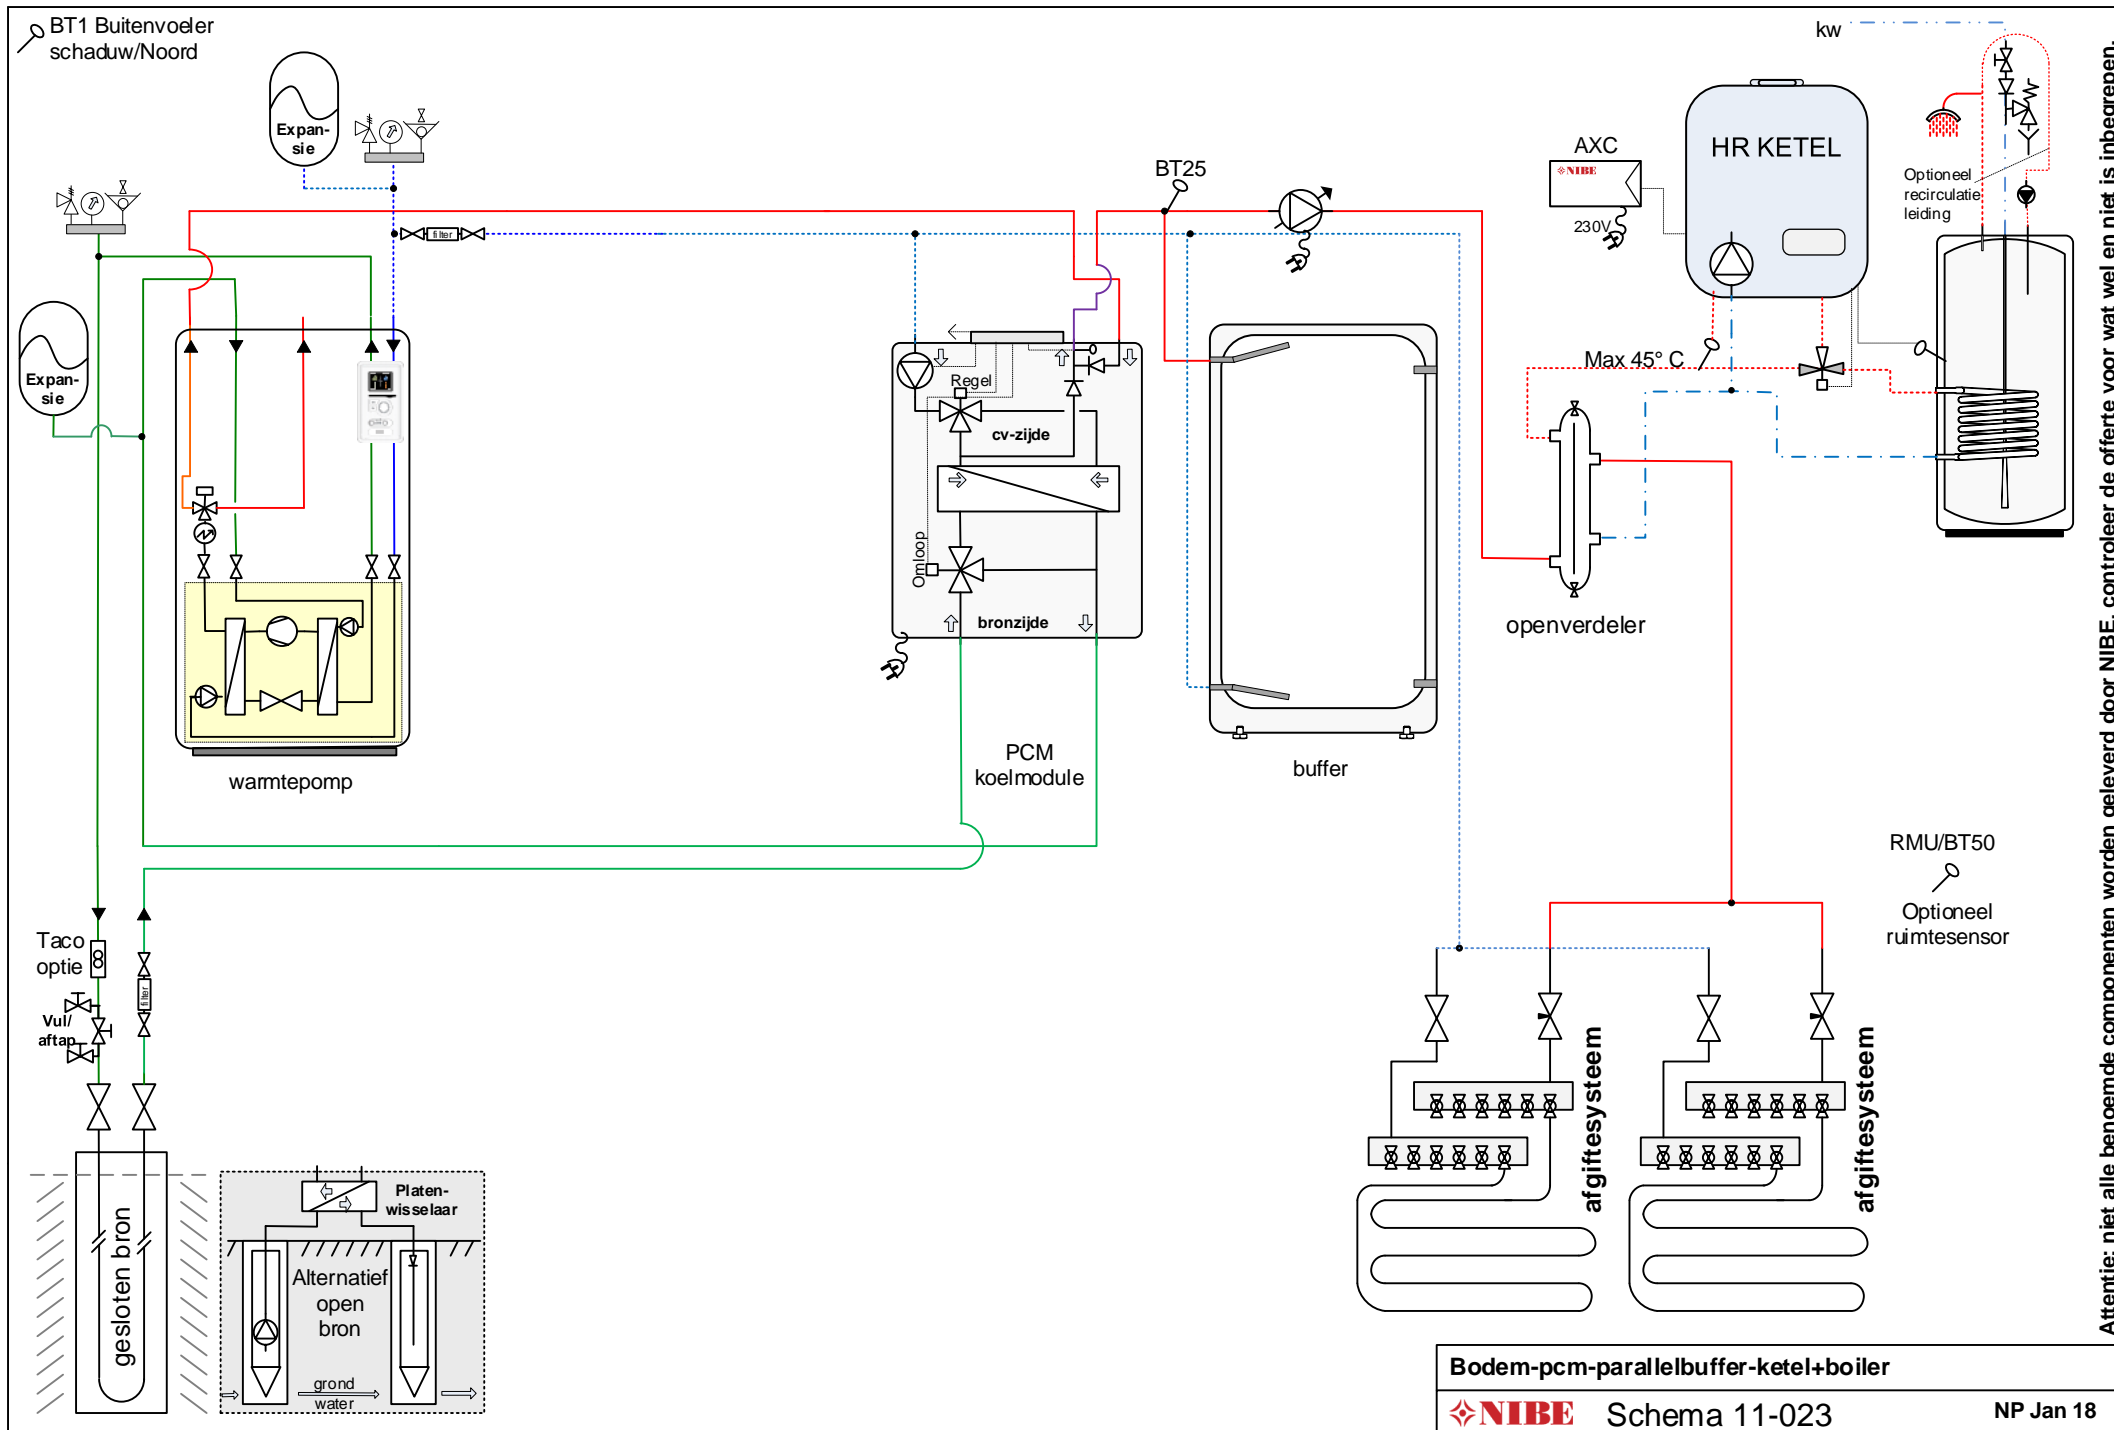 BT1 Buitenvoeler
schaduw/Noord
Expan-
sie
kw
AXC
NIBE
230V
HR KETEL
Optioneel
recirculatie
leiding
BT25
filter
Expan-
sie
Max 45° C
Regel
cv-zijde
Omloop
bronzijde
warmtepomp
PCM
koelmodule
buffer
openverdeler
RMU/BT50
Optioneel
ruimtesensor
Taco
optie
filter
Vul/
aftap
afgiftesysteem
afgiftesysteem
gesloten bron
Platen-
wisselaar
Alternatief
open
bron
grond
water
Attentie: niet alle benoemde componenten worden geleverd door NIBE, controleer de offerte voor wat wel en niet is inbegrepen.
Bodem-pcm-parallelbuffer-ketel+boiler
NIBE Schema 11-023 NP Jan 18